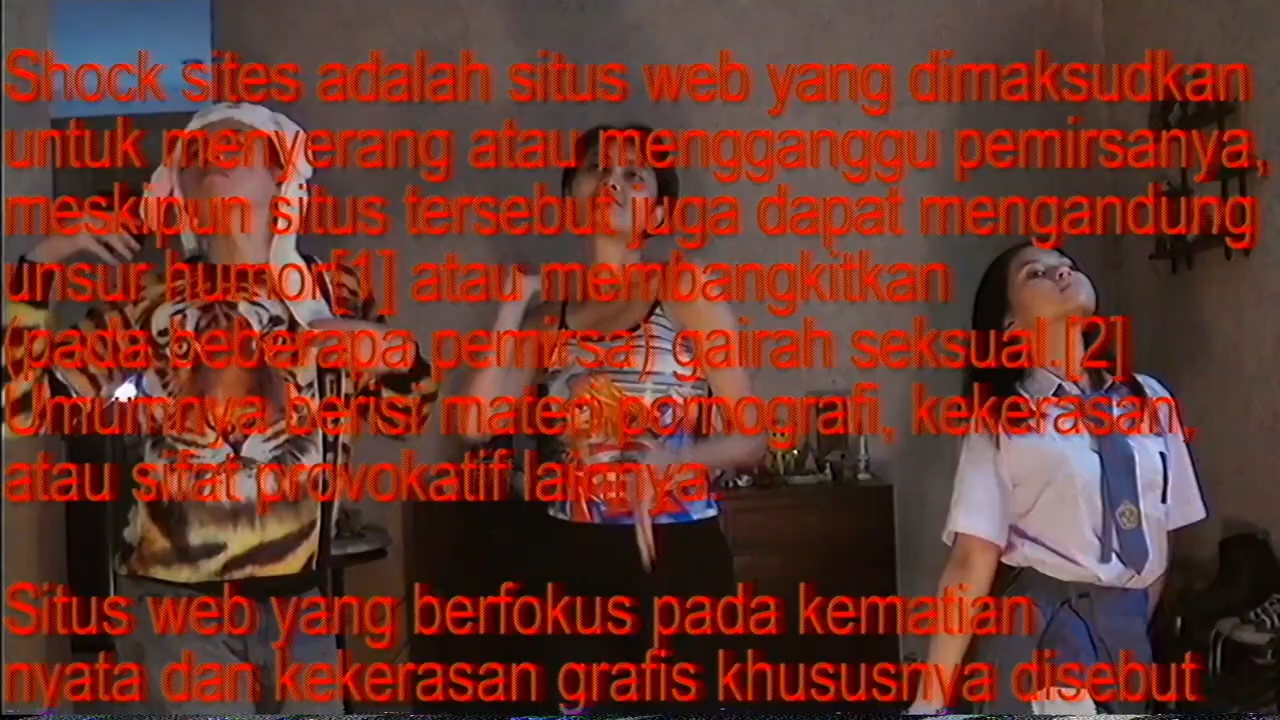 Shock sites adalah situs web yang dimaksudkan
untuk menyerang atau mengganggu pemirsanya,
meskipun situs tersebut juga dapat mengandung
unsur humor[1] atau membangkitkan
(pada beberapa pemirsa) gairah seksual.[2]
Umumnya berisi materi pornografi, kekerasan,
atau sifat provokatif lainnya.
Situs web yang berfokus pada kematian
nyata dan kekerasan grafis khususnya disebut